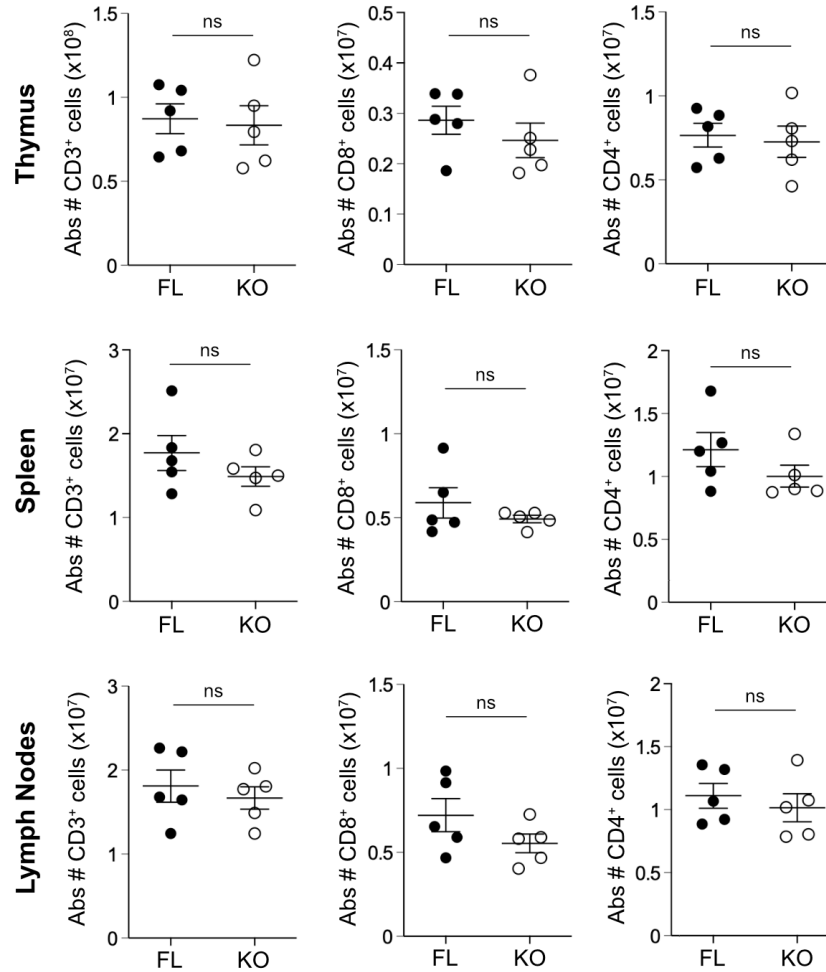 Thymus
Abs # CD3⁺ cells (x10⁸)
1.5
1
0.5
0
ns
FL KO
Abs # CD8⁺ cells (x10⁷)
0.5
0.4
0.3
0.2
0.1
0
ns
FL KO
Abs # CD4⁺ cells (x10⁷)
1.5
1
0.5
0
ns
FL KO
Spleen
Abs # CD3⁺ cells (x10⁷)
3
2
1
0
ns
FL KO
Abs # CD8⁺ cells (x10⁷)
1.5
1
0.5
0
ns
FL KO
Abs # CD4⁺ cells (x10⁷)
2
1.5
1
0.5
0
ns
FL KO
Lymph Nodes
Abs # CD3⁺ cells (x10⁷)
3
2
1
0
ns
FL KO
Abs # CD8⁺ cells (x10⁷)
1.5
1
0.5
0
ns
FL KO
Abs # CD4⁺ cells (x10⁷)
2
1.5
1
0.5
0
ns
FL KO